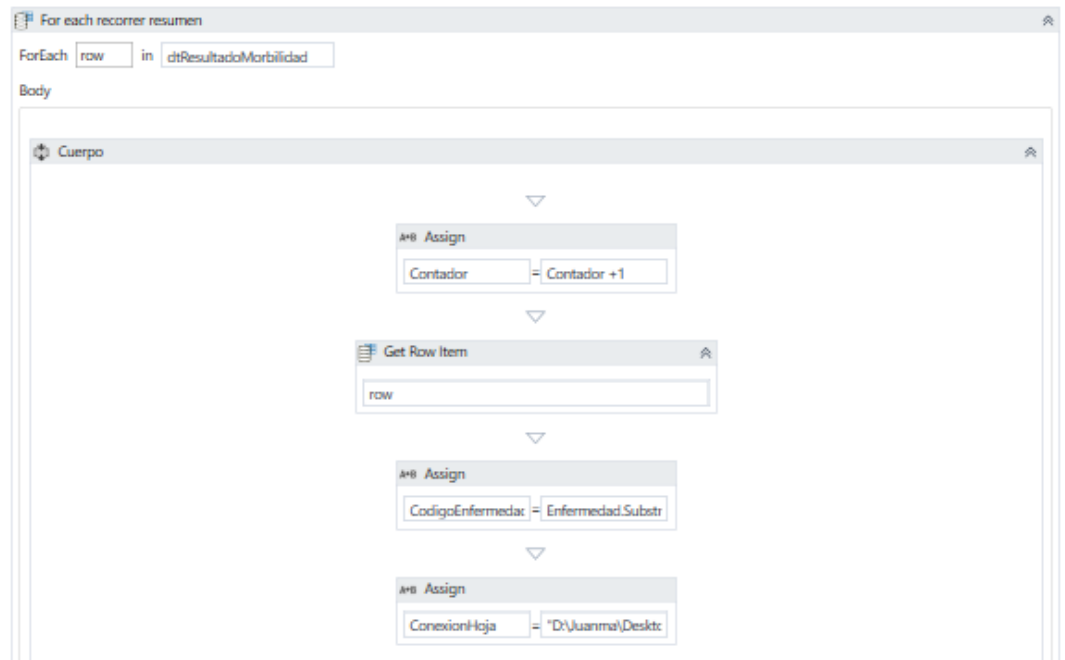 For each recorrer resumen
ForEach row in dtResultadoMorbilidad
Body
Cuerpo
A+B Assign
Contador = Contador +1
Get Row Item
row
A+B Assign
CodigoEnfermedac = Enfermedad.Substr
A+B Assign
ConexionHoja = "D:\Juanma\Deskto